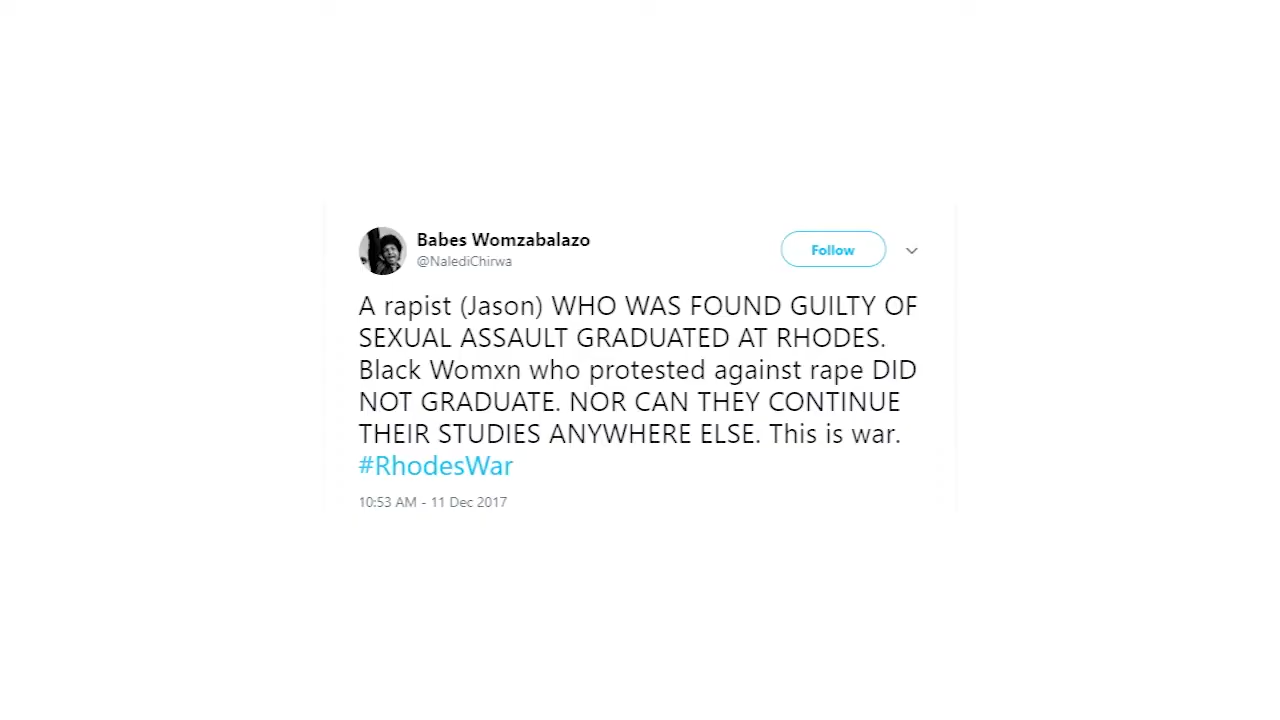 Babes Womzabalazo
@NalediChirwa
Follow
A rapist (Jason) WHO WAS FOUND GUILTY OF
SEXUAL ASSAULT GRADUATED AT RHODES.
Black Womxn who protested against rape DID
NOT GRADUATE. NOR CAN THEY CONTINUE
THEIR STUDIES ANYWHERE ELSE. This is war.
#RhodesWar
10:53 AM - 11 Dec 2017